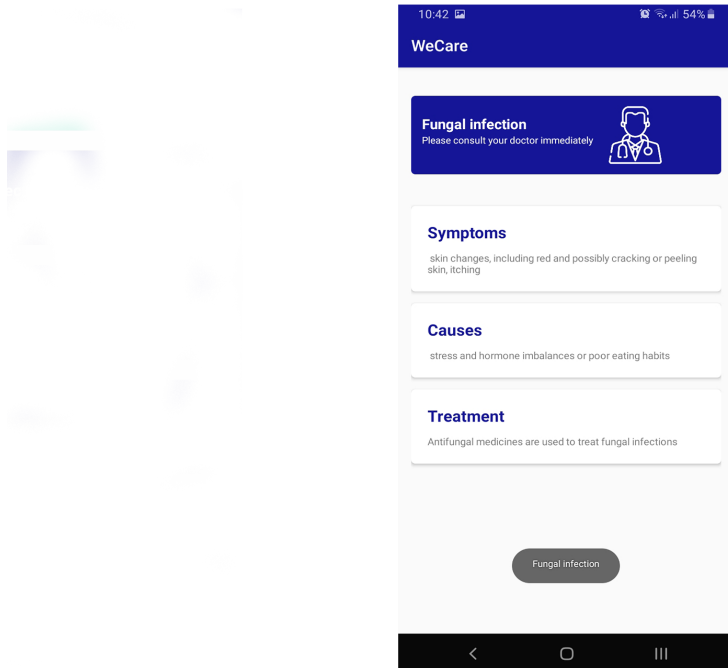 10:42
54%
WeCare
Fungal infection
Please consult your doctor immediately
Symptoms
skin changes, including red and possibly cracking or peeling
skin, itching
Causes
stress and hormone imbalances or poor eating habits
Treatment
Antifungal medicines are used to treat fungal infections
Fungal infection